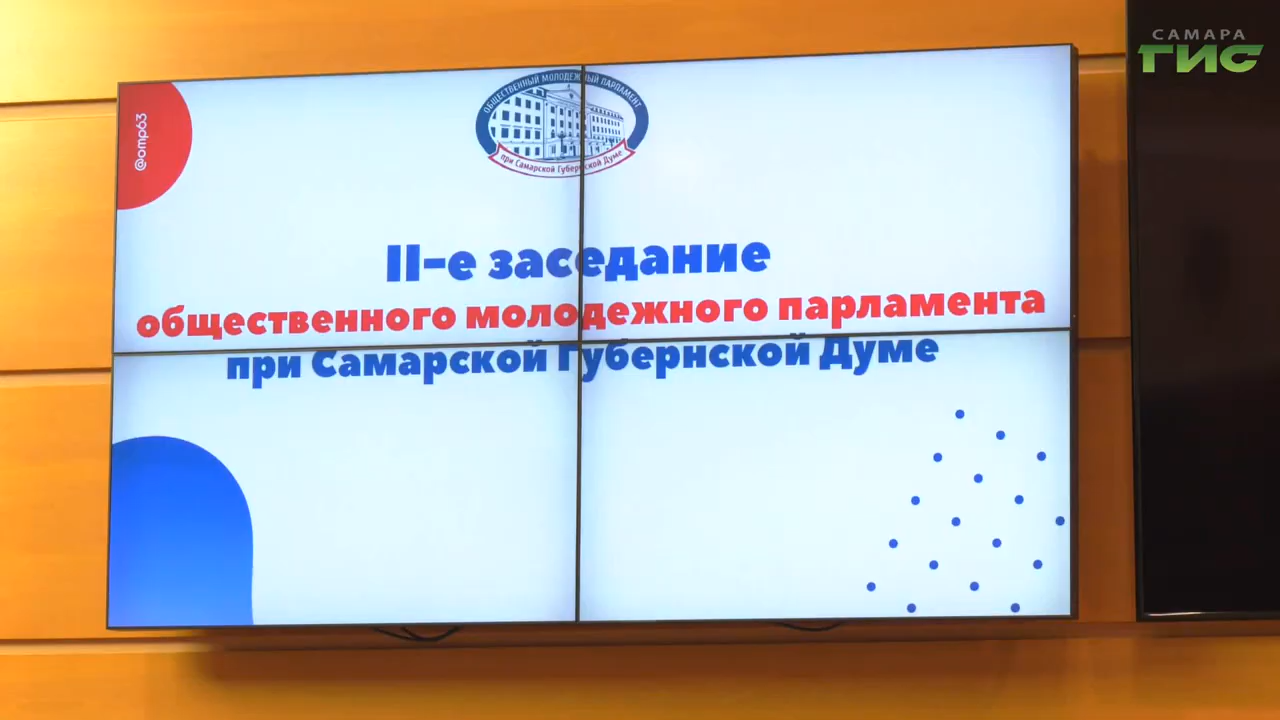 САМАРА
ГИС
@omp63
ОБЩЕСТВЕННЫЙ МОЛОДЕЖНЫЙ ПАРЛАМЕНТ
при Самарской Губернской Думе
II-е заседание
общественного молодежного парламента
при Самарской Губернской Думе